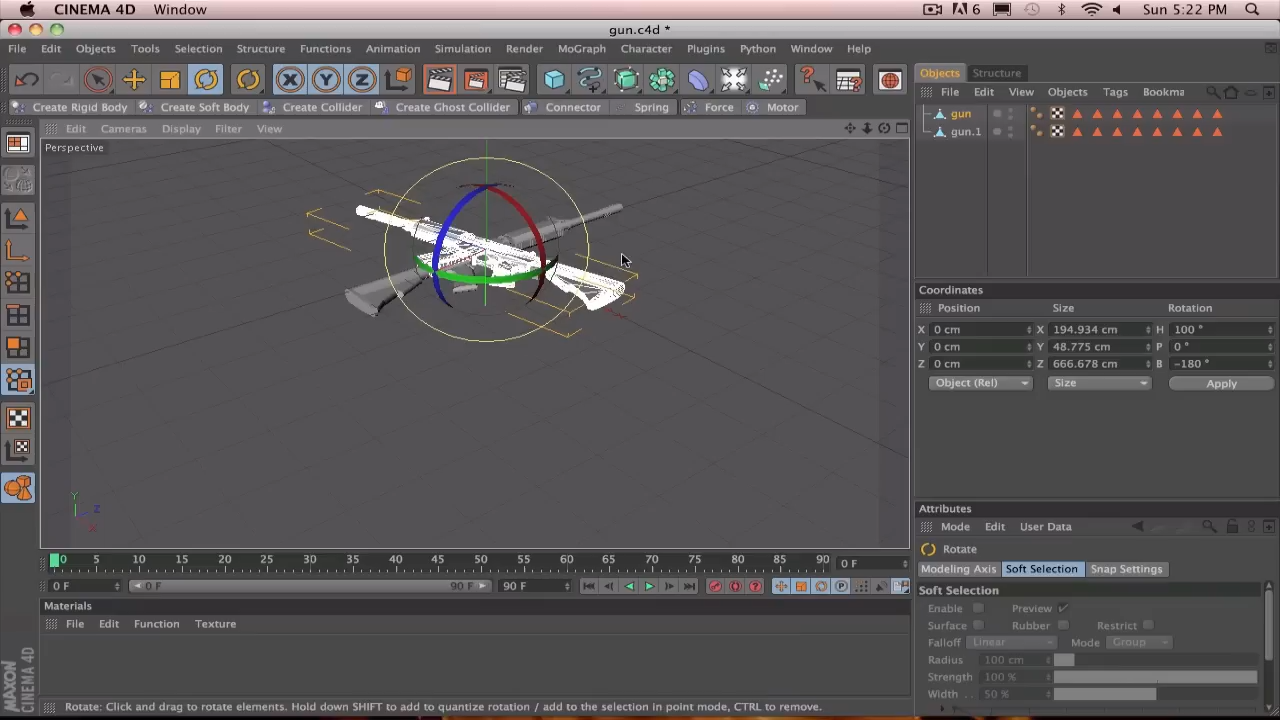 CINEMA 4D Window 6 Sun 5:22 PM
gun.c4d *
File Edit Objects Tools Selection Structure Functions Animation Simulation Render MoGraph Character Plugins Python Window Help
Objects Structure
X Y Z
File Edit View Objects Tags Bookma
Create Rigid Body Create Soft Body Create Collider Create Ghost Collider Connector Spring Force Motor
gun
gun.1
Edit Cameras Display Filter View
Perspective
Coordinates
Position Size Rotation
X 0 cm X 194.934 cm H 100 °
Y 0 cm Y 48.775 cm P 0 °
Z 0 cm Z 666.678 cm B -180 °
Object (Rel) Size Apply
Y
Z
X
Attributes
Mode Edit User Data
Rotate
Modeling Axis Soft Selection Snap Settings
0 5 10 15 20 25 30 35 40 45 50 55 60 65 70 75 80 85 90 0 F
0 F 0 F 90 F 90 F
P
Soft Selection
Enable Preview
Surface Rubber Restrict
Falloff Linear Mode Group
Radius 100 cm
Strength 100 %
Width . . 50 %
Materials
File Edit Function Texture
MAXON
CINEMA 4D
Rotate: Click and drag to rotate elements. Hold down SHIFT to add to quantize rotation / add to the selection in point mode, CTRL to remove.